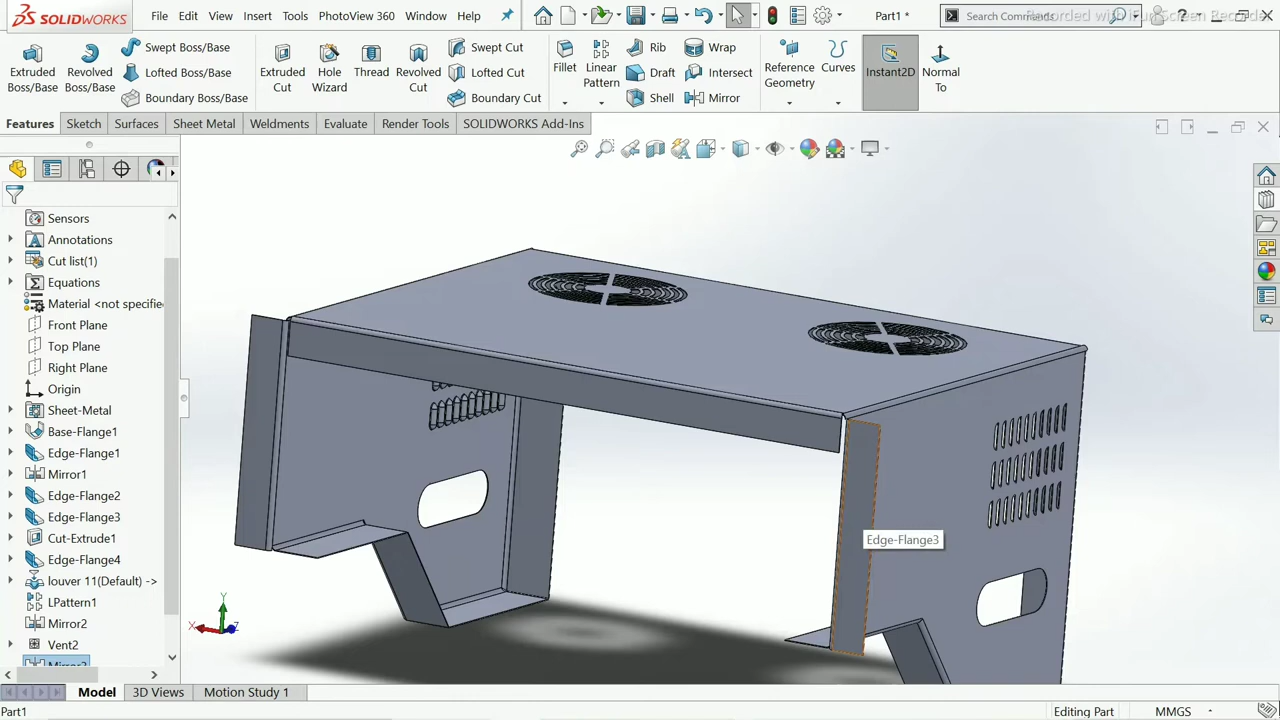 SOLIDWORKS
File Edit View Insert Tools PhotoView 360 Window Help
Part1 *
Search Commands
Recorded with iFun Screen Recorder
Extruded Boss/Base
Revolved Boss/Base
Swept Boss/Base
Lofted Boss/Base
Boundary Boss/Base
Extruded Cut
Hole Wizard
Thread
Revolved Cut
Swept Cut
Lofted Cut
Boundary Cut
Fillet
Linear Pattern
Rib
Draft
Shell
Wrap
Intersect
Mirror
Reference Geometry
Curves
Instant2D
Normal To
Features Sketch Surfaces Sheet Metal Weldments Evaluate Render Tools SOLIDWORKS Add-Ins
Sensors
Annotations
Cut list(1)
Equations
Material <not specifie
Front Plane
Top Plane
Right Plane
Origin
Sheet-Metal
Base-Flange1
Edge-Flange1
Mirror1
Edge-Flange2
Edge-Flange3
Cut-Extrude1
Edge-Flange4
louver 11(Default) ->
LPattern1
Mirror2
Vent2
Mirror3
Edge-Flange3
Y
X
Z
Model 3D Views Motion Study 1
Part1
Editing Part
MMGS